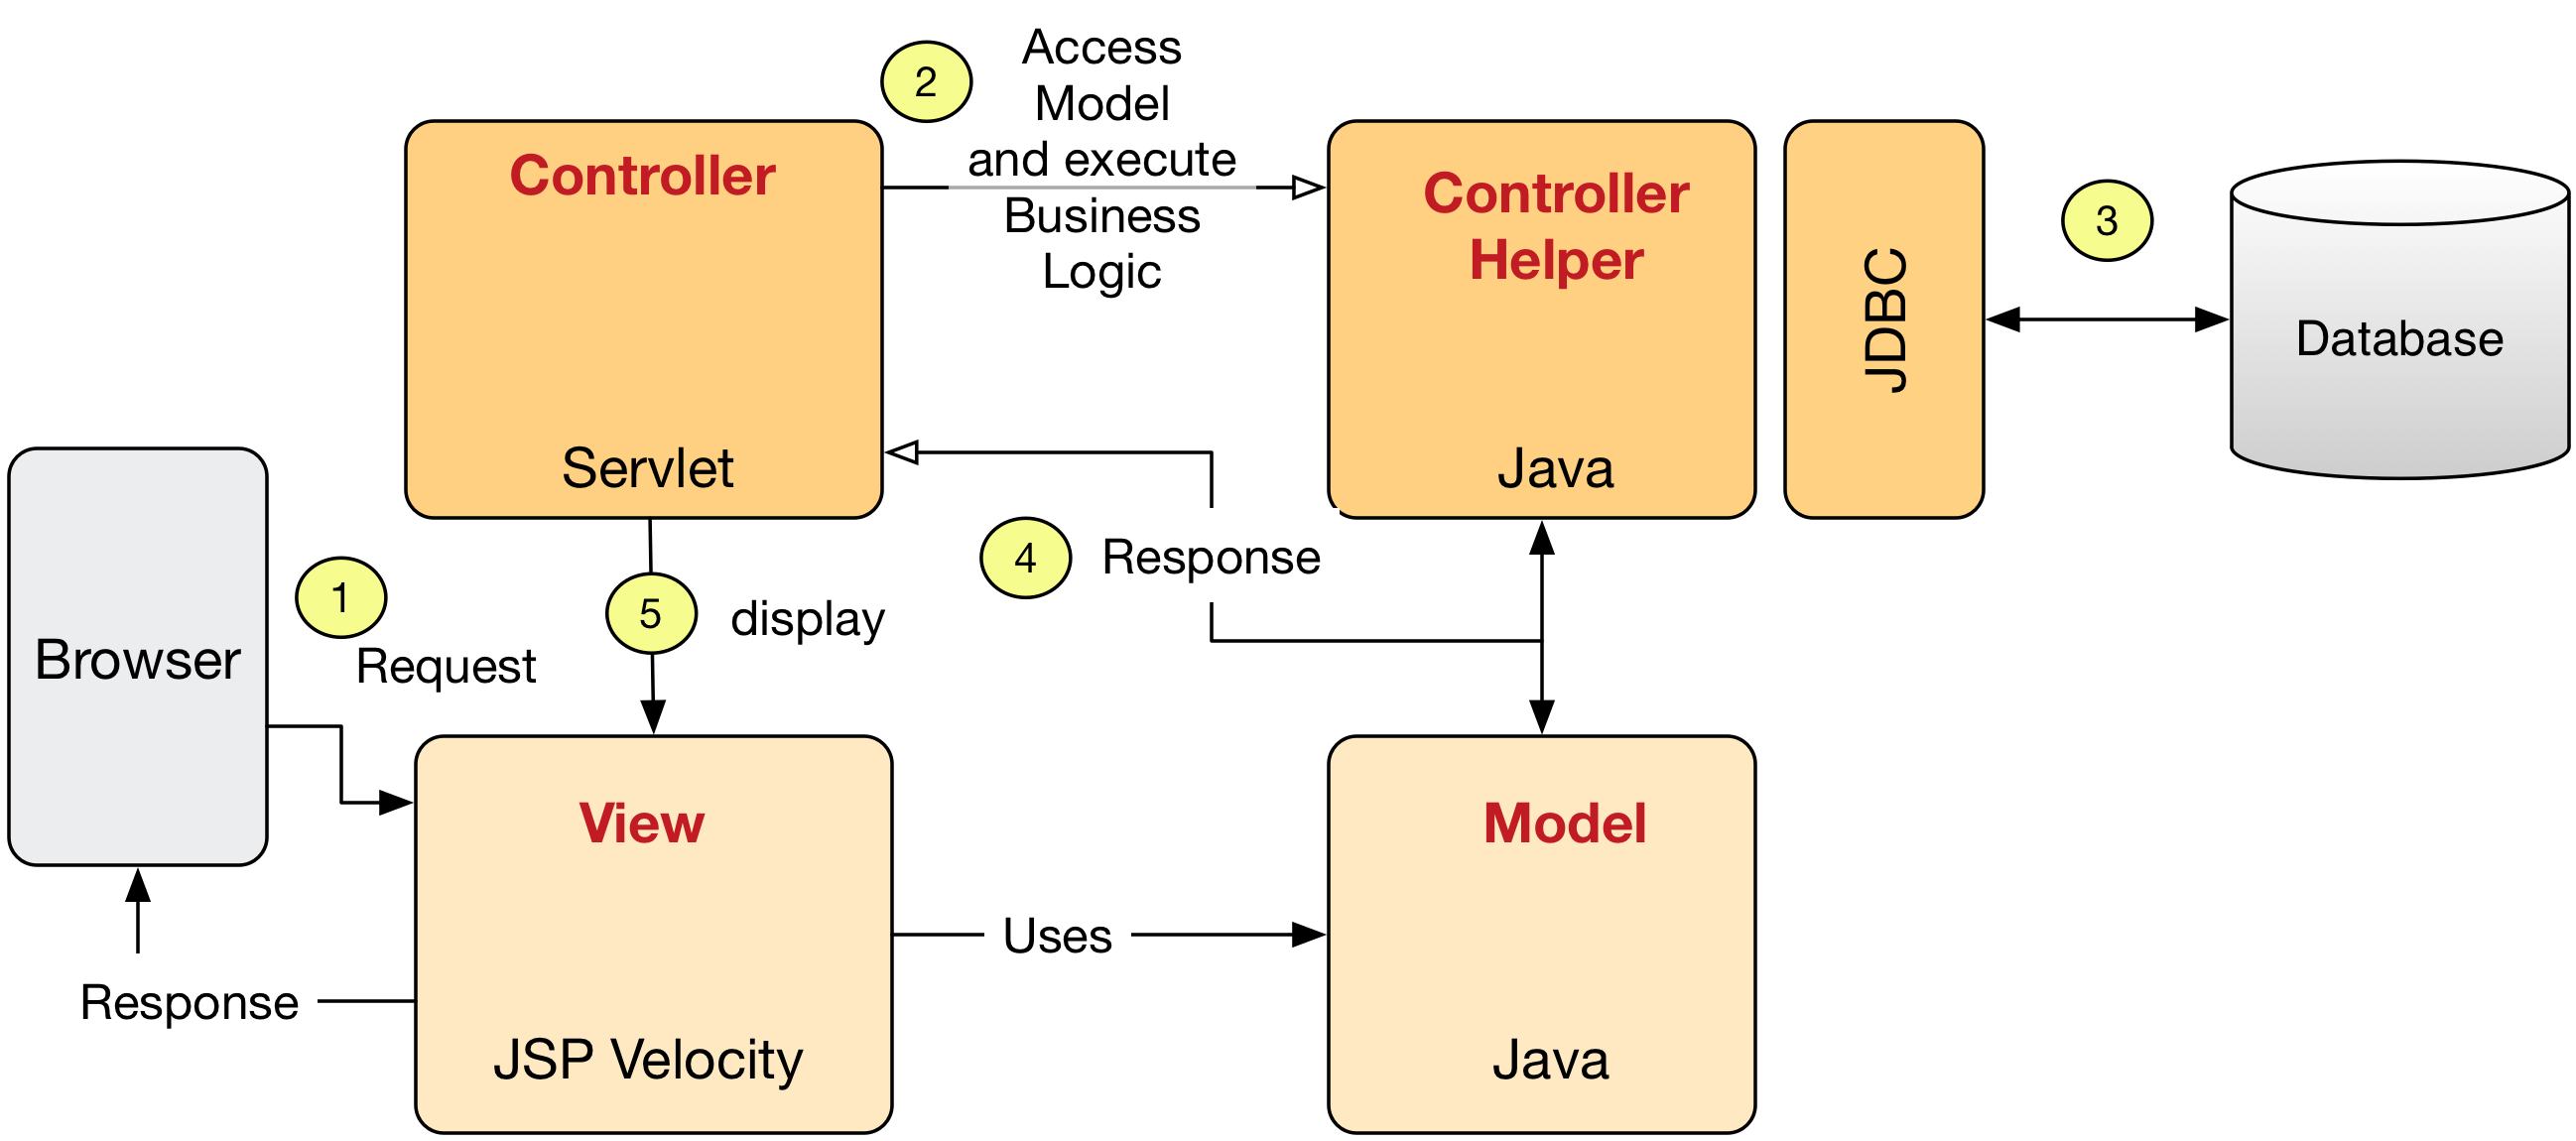 2
Access
Model
and execute
Business
Logic
Controller
Servlet
Controller
Helper
Java
JDBC
3
Database
Browser
1
Request
5
display
4
Response
View
JSP Velocity
Uses
Model
Java
Response